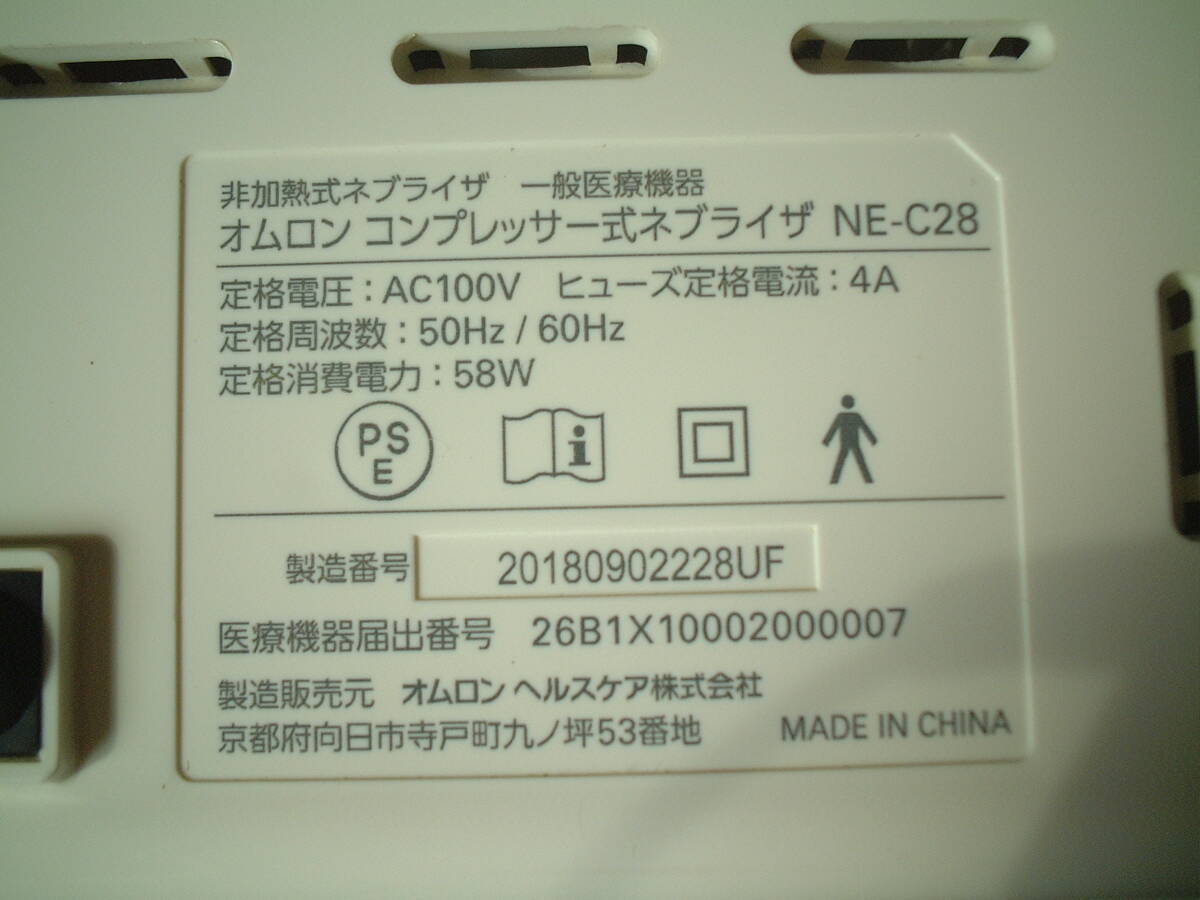 非加熱式ネブライザ 一般医療機器
オムロン コンプレッサー式ネブライザ NE-C28
定格電圧：AC100V ヒューズ定格電流：4A
定格周波数：50Hz / 60Hz
定格消費電力：58W
PS
E
i
製造番号 20180902228UF
医療機器届出番号 26B1X10002000007
製造販売元 オムロン ヘルスケア株式会社
京都府向日市寺戸町九ノ坪53番地 MADE IN CHINA